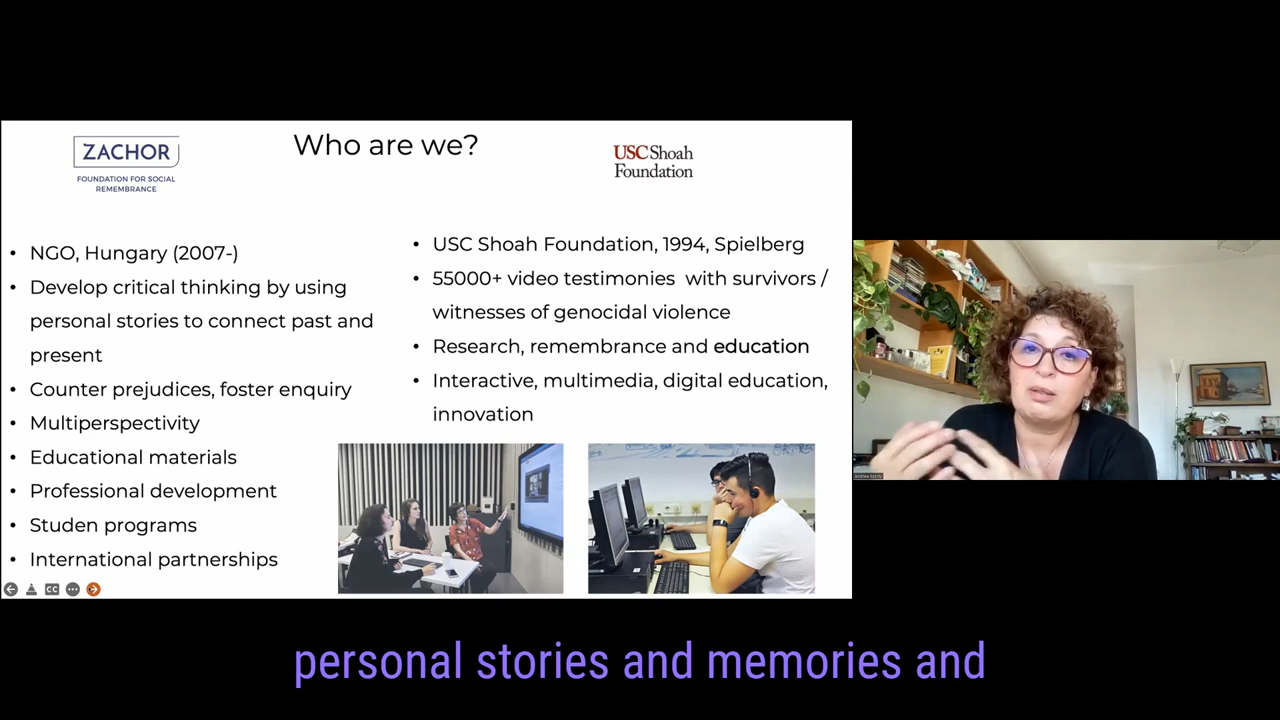 Who are we?
ZACHOR
FOUNDATION FOR SOCIAL
REMEMBRANCE
USC Shoah
Foundation
• NGO, Hungary (2007-)
• Develop critical thinking by using
personal stories to connect past and
present
• Counter prejudices, foster enquiry
• Multiperspectivity
• Educational materials
• Professional development
• Studen programs
• International partnerships
• USC Shoah Foundation, 1994, Spielberg
• 55000+ video testimonies with survivors /
witnesses of genocidal violence
• Research, remembrance and education
• Interactive, multimedia, digital education,
innovation
CC
personal stories and memories and